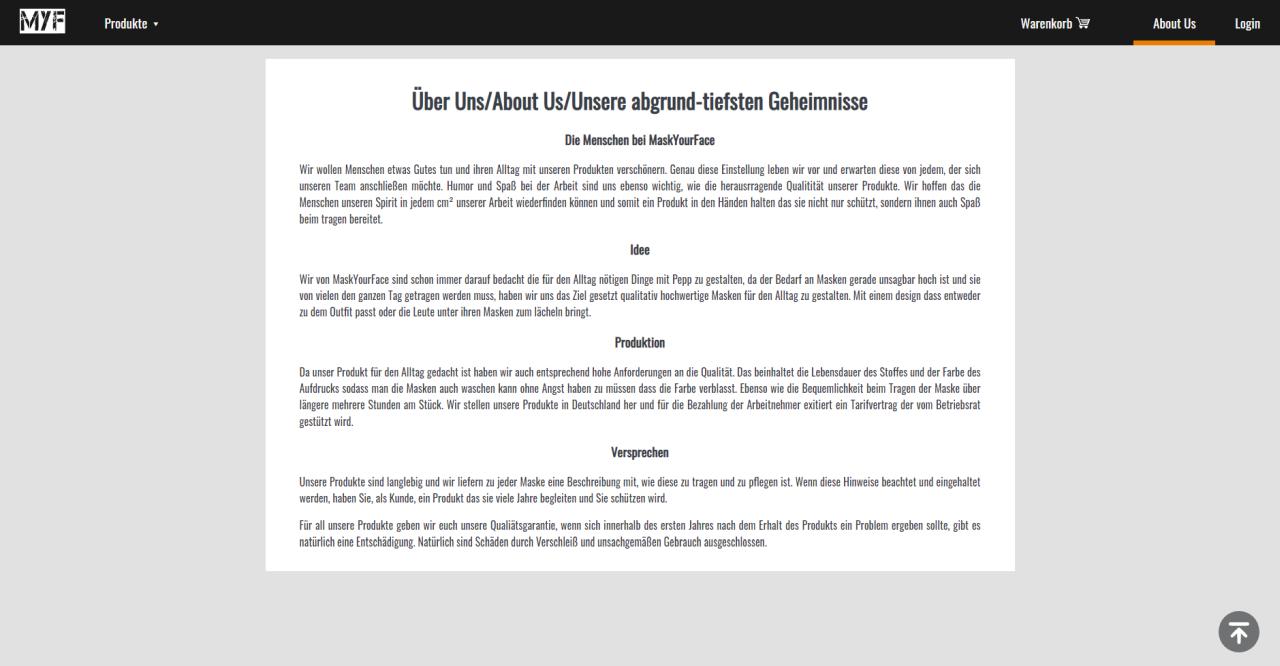 MYF
Produkte
Warenkorb
About Us
Login
Über Uns/About Us/Unsere abgrund-tiefsten Geheimnisse
Die Menschen bei MaskYourFace
Wir wollen Menschen etwas Gutes tun und ihren Alltag mit unseren Produkten verschönern. Genau diese Einstellung leben wir vor und erwarten diese von jedem, der sich
unseren Team anschließen möchte. Humor und Spaß bei der Arbeit sind uns ebenso wichtig, wie die herausrragende Qualitität unserer Produkte. Wir hoffen das die
Menschen unseren Spirit in jedem cm² unserer Arbeit wiederfinden können und somit ein Produkt in den Händen halten das sie nicht nur schützt, sondern ihnen auch Spaß
beim tragen bereitet.
Idee
Wir von MaskYourFace sind schon immer darauf bedacht die für den Alltag nötigen Dinge mit Pepp zu gestalten, da der Bedarf an Masken gerade unsagbar hoch ist und sie
von vielen den ganzen Tag getragen werden muss, haben wir uns das Ziel gesetzt qualitativ hochwertige Masken für den Alltag zu gestalten. Mit einem design dass entweder
zu dem Outfit passt oder die Leute unter ihren Masken zum lächeln bringt.
Produktion
Da unser Produkt für den Alltag gedacht ist haben wir auch entsprechend hohe Anforderungen an die Qualität. Das beinhaltet die Lebensdauer des Stoffes und der Farbe des
Aufdrucks sodass man die Masken auch waschen kann ohne Angst haben zu müssen dass die Farbe verblasst. Ebenso wie die Bequemlichkeit beim Tragen der Maske über
längere mehrere Stunden am Stück. Wir stellen unsere Produkte in Deutschland her und für die Bezahlung der Arbeitnehmer exitiert ein Tarifvertrag der vom Betriebsrat
gestützt wird.
Versprechen
Unsere Produkte sind langlebig und wir liefern zu jeder Maske eine Beschreibung mit, wie diese zu tragen und zu pflegen ist. Wenn diese Hinweise beachtet und eingehaltet
werden, haben Sie, als Kunde, ein Produkt das sie viele Jahre begleiten und Sie schützen wird.
Für all unsere Produkte geben wir euch unsere Qualiätsgarantie, wenn sich innerhalb des ersten Jahres nach dem Erhalt des Produkts ein Problem ergeben sollte, gibt es
natürlich eine Entschädigung. Natürlich sind Schäden durch Verschleiß und unsachgemäßen Gebrauch ausgeschlossen.